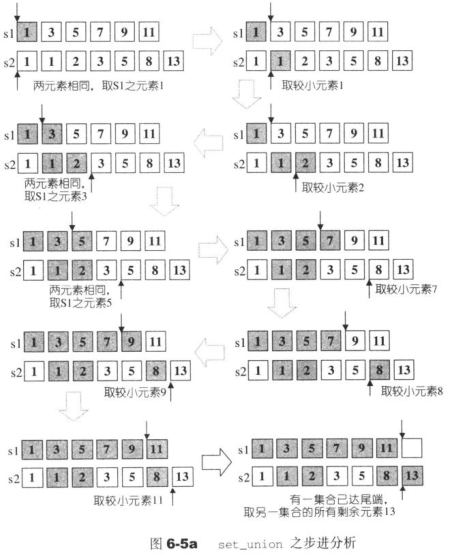 s1 1 3 5 7 9 11
s2 1 1 2 3 5 8 13
两元素相同，取S1之元素1
s1 1 3 5 7 9 11
s2 1 1 2 3 5 8 13
取较小元素1
s1 1 3 5 7 9 11
s2 1 1 2 3 5 8 13
两元素相同，
取S1之元素3
s1 1 3 5 7 9 11
s2 1 1 2 3 5 8 13
取较小元素2
s1 1 3 5 7 9 11
s2 1 1 2 3 5 8 13
两元素相同，
取S1之元素5
s1 1 3 5 7 9 11
s2 1 1 2 3 5 8 13
取较小元素7
s1 1 3 5 7 9 11
s2 1 1 2 3 5 8 13
取较小元素9
s1 1 3 5 7 9 11
s2 1 1 2 3 5 8 13
取较小元素8
s1 1 3 5 7 9 11
s2 1 1 2 3 5 8 13
取较小元素11
s1 1 3 5 7 9 11
s2 1 1 2 3 5 8 13
有一集合已达尾端，
取另一集合的所有剩余元素13
图 6-5a set_union 之步进分析